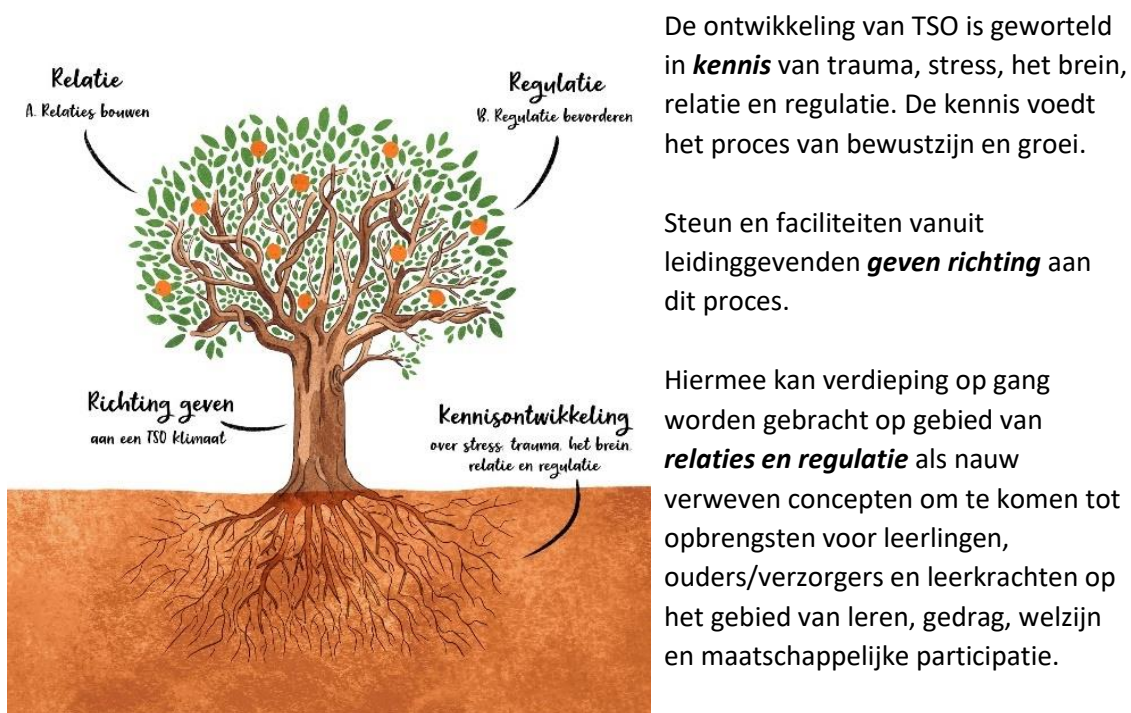 Relatie
A. Relaties bouwen
Regulatie
B. Regulatie bevorderen
Richting geven
aan een TSO klimaat
Kennisontwikkeling
over stress, trauma, het brein,
relatie en regulatie
De ontwikkeling van TSO is geworteld
in kennis van trauma, stress, het brein,
relatie en regulatie. De kennis voedt
het proces van bewustzijn en groei.
Steun en faciliteiten vanuit
leidinggevenden geven richting aan
dit proces.
Hiermee kan verdieping op gang
worden gebracht op gebied van
relaties en regulatie als nauw
verweven concepten om te komen tot
opbrengsten voor leerlingen,
ouders/verzorgers en leerkrachten op
het gebied van leren, gedrag, welzijn
en maatschappelijke participatie.